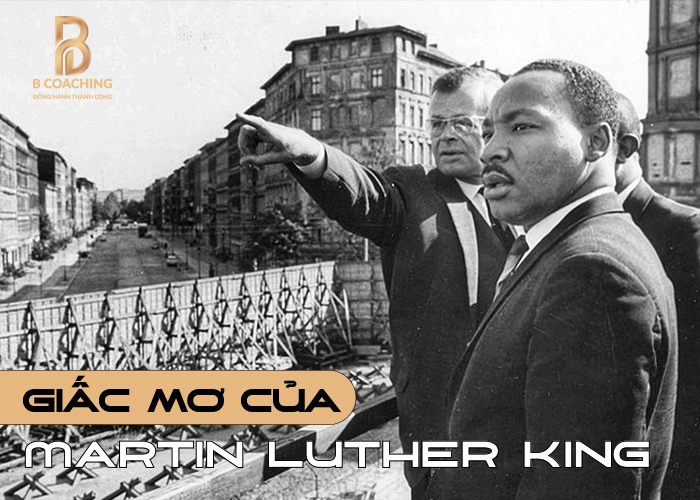 B COACHING
ĐỒNG HÀNH THÀNH CÔNG
GIẤC MƠ CỦA
MARTIN LUTHER KING